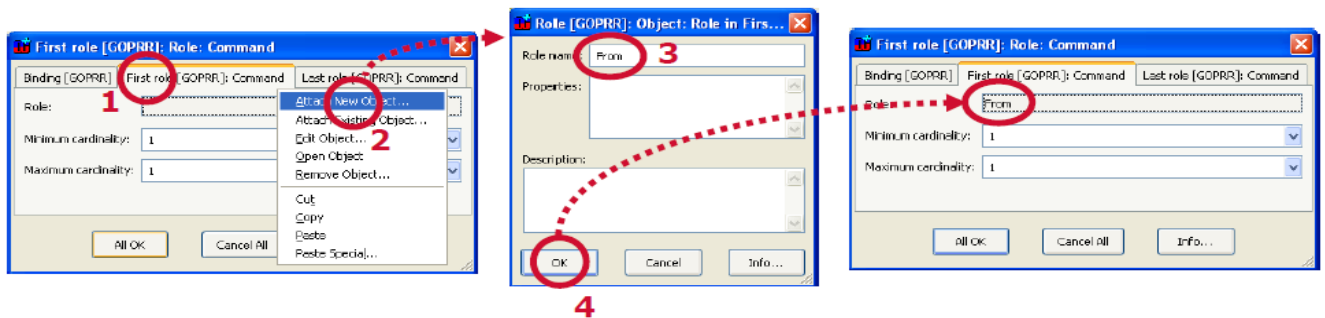 First role [GOPRR]: Role: Command
Binding [GOPRR] First role [GOPRR]: Command Last role [GOPRR]: Command
1
Role:
Minimum cardinality: 1
Maximum cardinality: 1
All OK Cancel All
Attach New Object...
2
Attach Existing Object...
Edit Object...
Open Object
Remove Object...
Cut
Copy
Paste
Paste Special...
Role [GOPRR]: Object: Role in Firs...
Role name: From 3
Properties:
Description:
OK Cancel Info...
4
First role [GOPRR]: Role: Command
Binding [GOPRR] First role [GOPRR]: Command Last role [GOPRR]: Command
Role: From
Minimum cardinality: 1
Maximum cardinality: 1
All OK Cancel All Info...